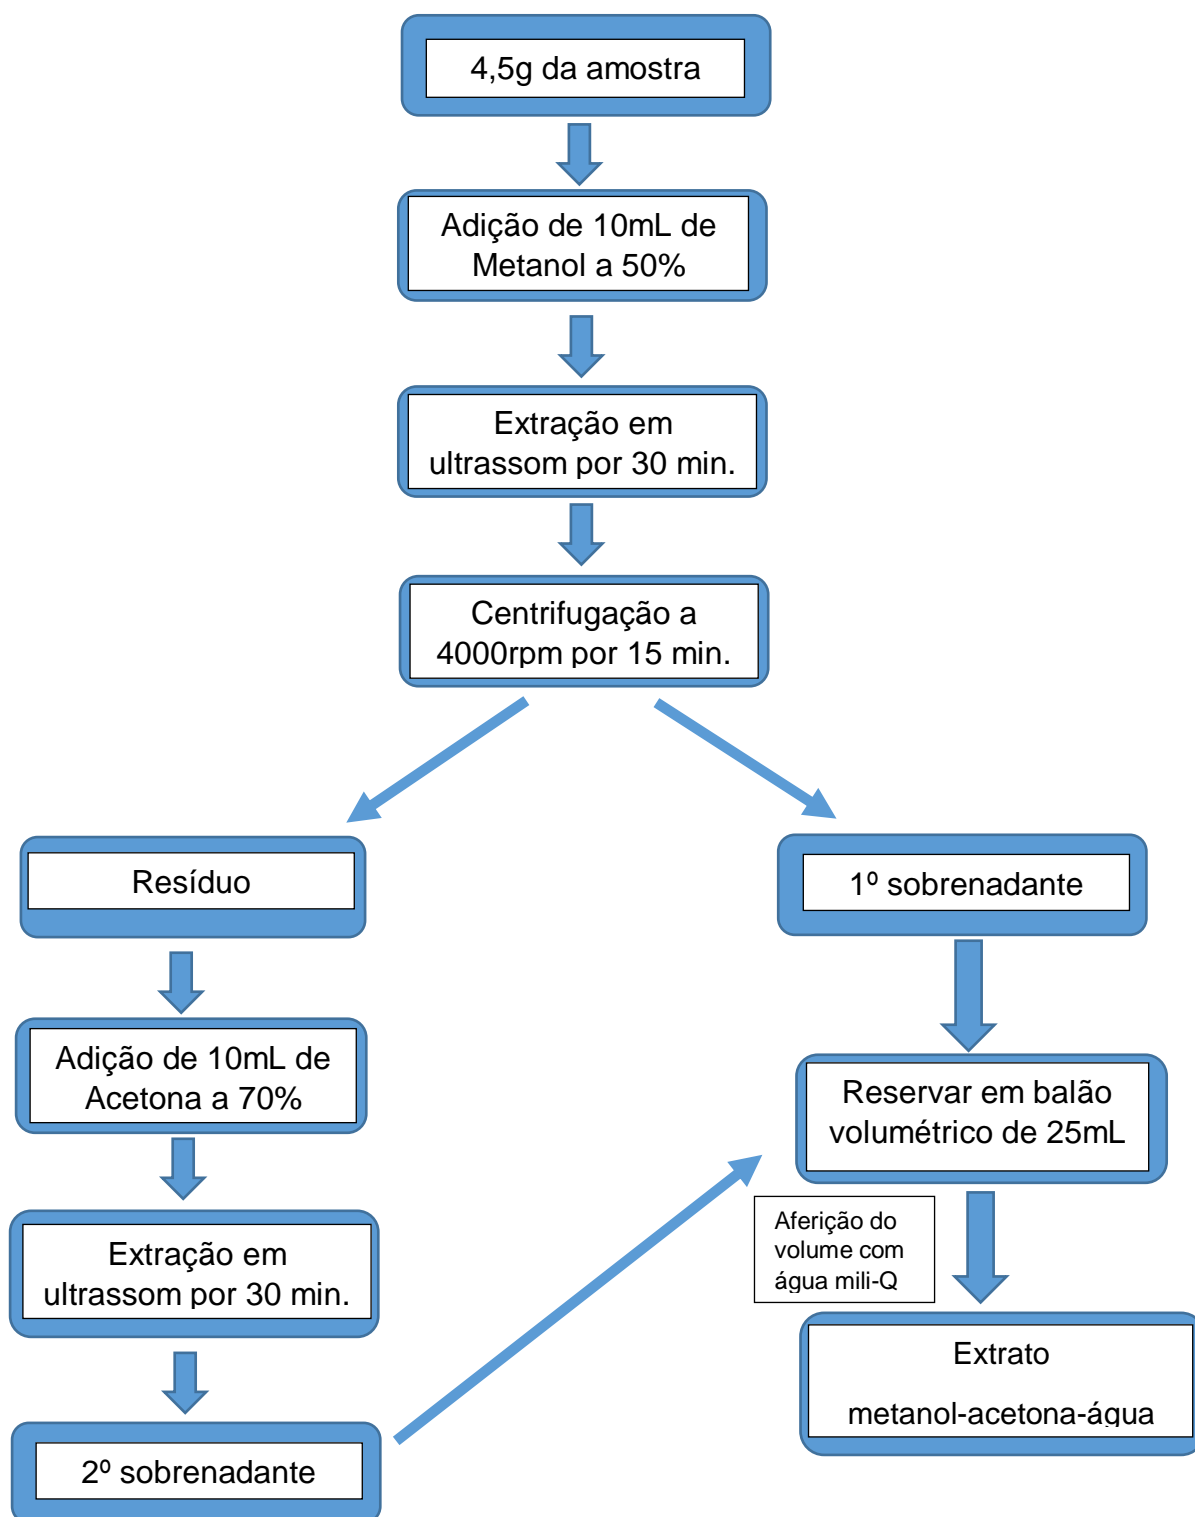 4,5g da amostra
Adição de 10mL de
Metanol a 50%
Extração em
ultrassom por 30 min.
Centrifugação a
4000rpm por 15 min.
Resíduo
Adição de 10mL de
Acetona a 70%
Extração em
ultrassom por 30 min.
2º sobrenadante
1º sobrenadante
Reservar em balão
volumétrico de 25mL
Aferição do
volume com
água mili-Q
Extrato
metanol-acetona-água